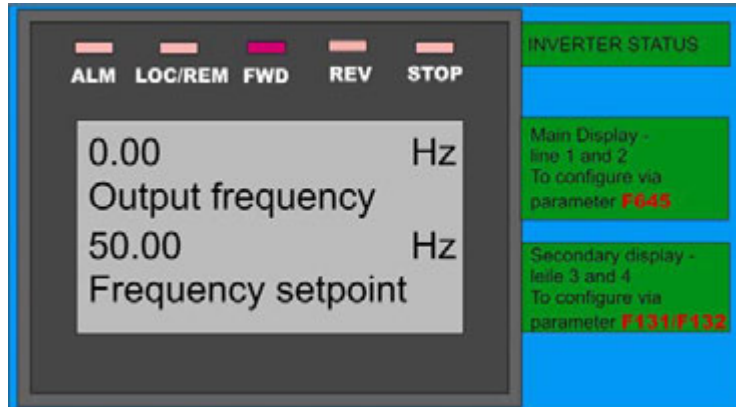 ALM LOC/REM FWD REV STOP
0.00 Hz
Output frequency
50.00 Hz
Frequency setpoint
INVERTER STATUS
Main Display -
line 1 and 2
To configure via
parameter F645
Secondary display -
leile 3 and 4
To configure via
parameter F131/F132